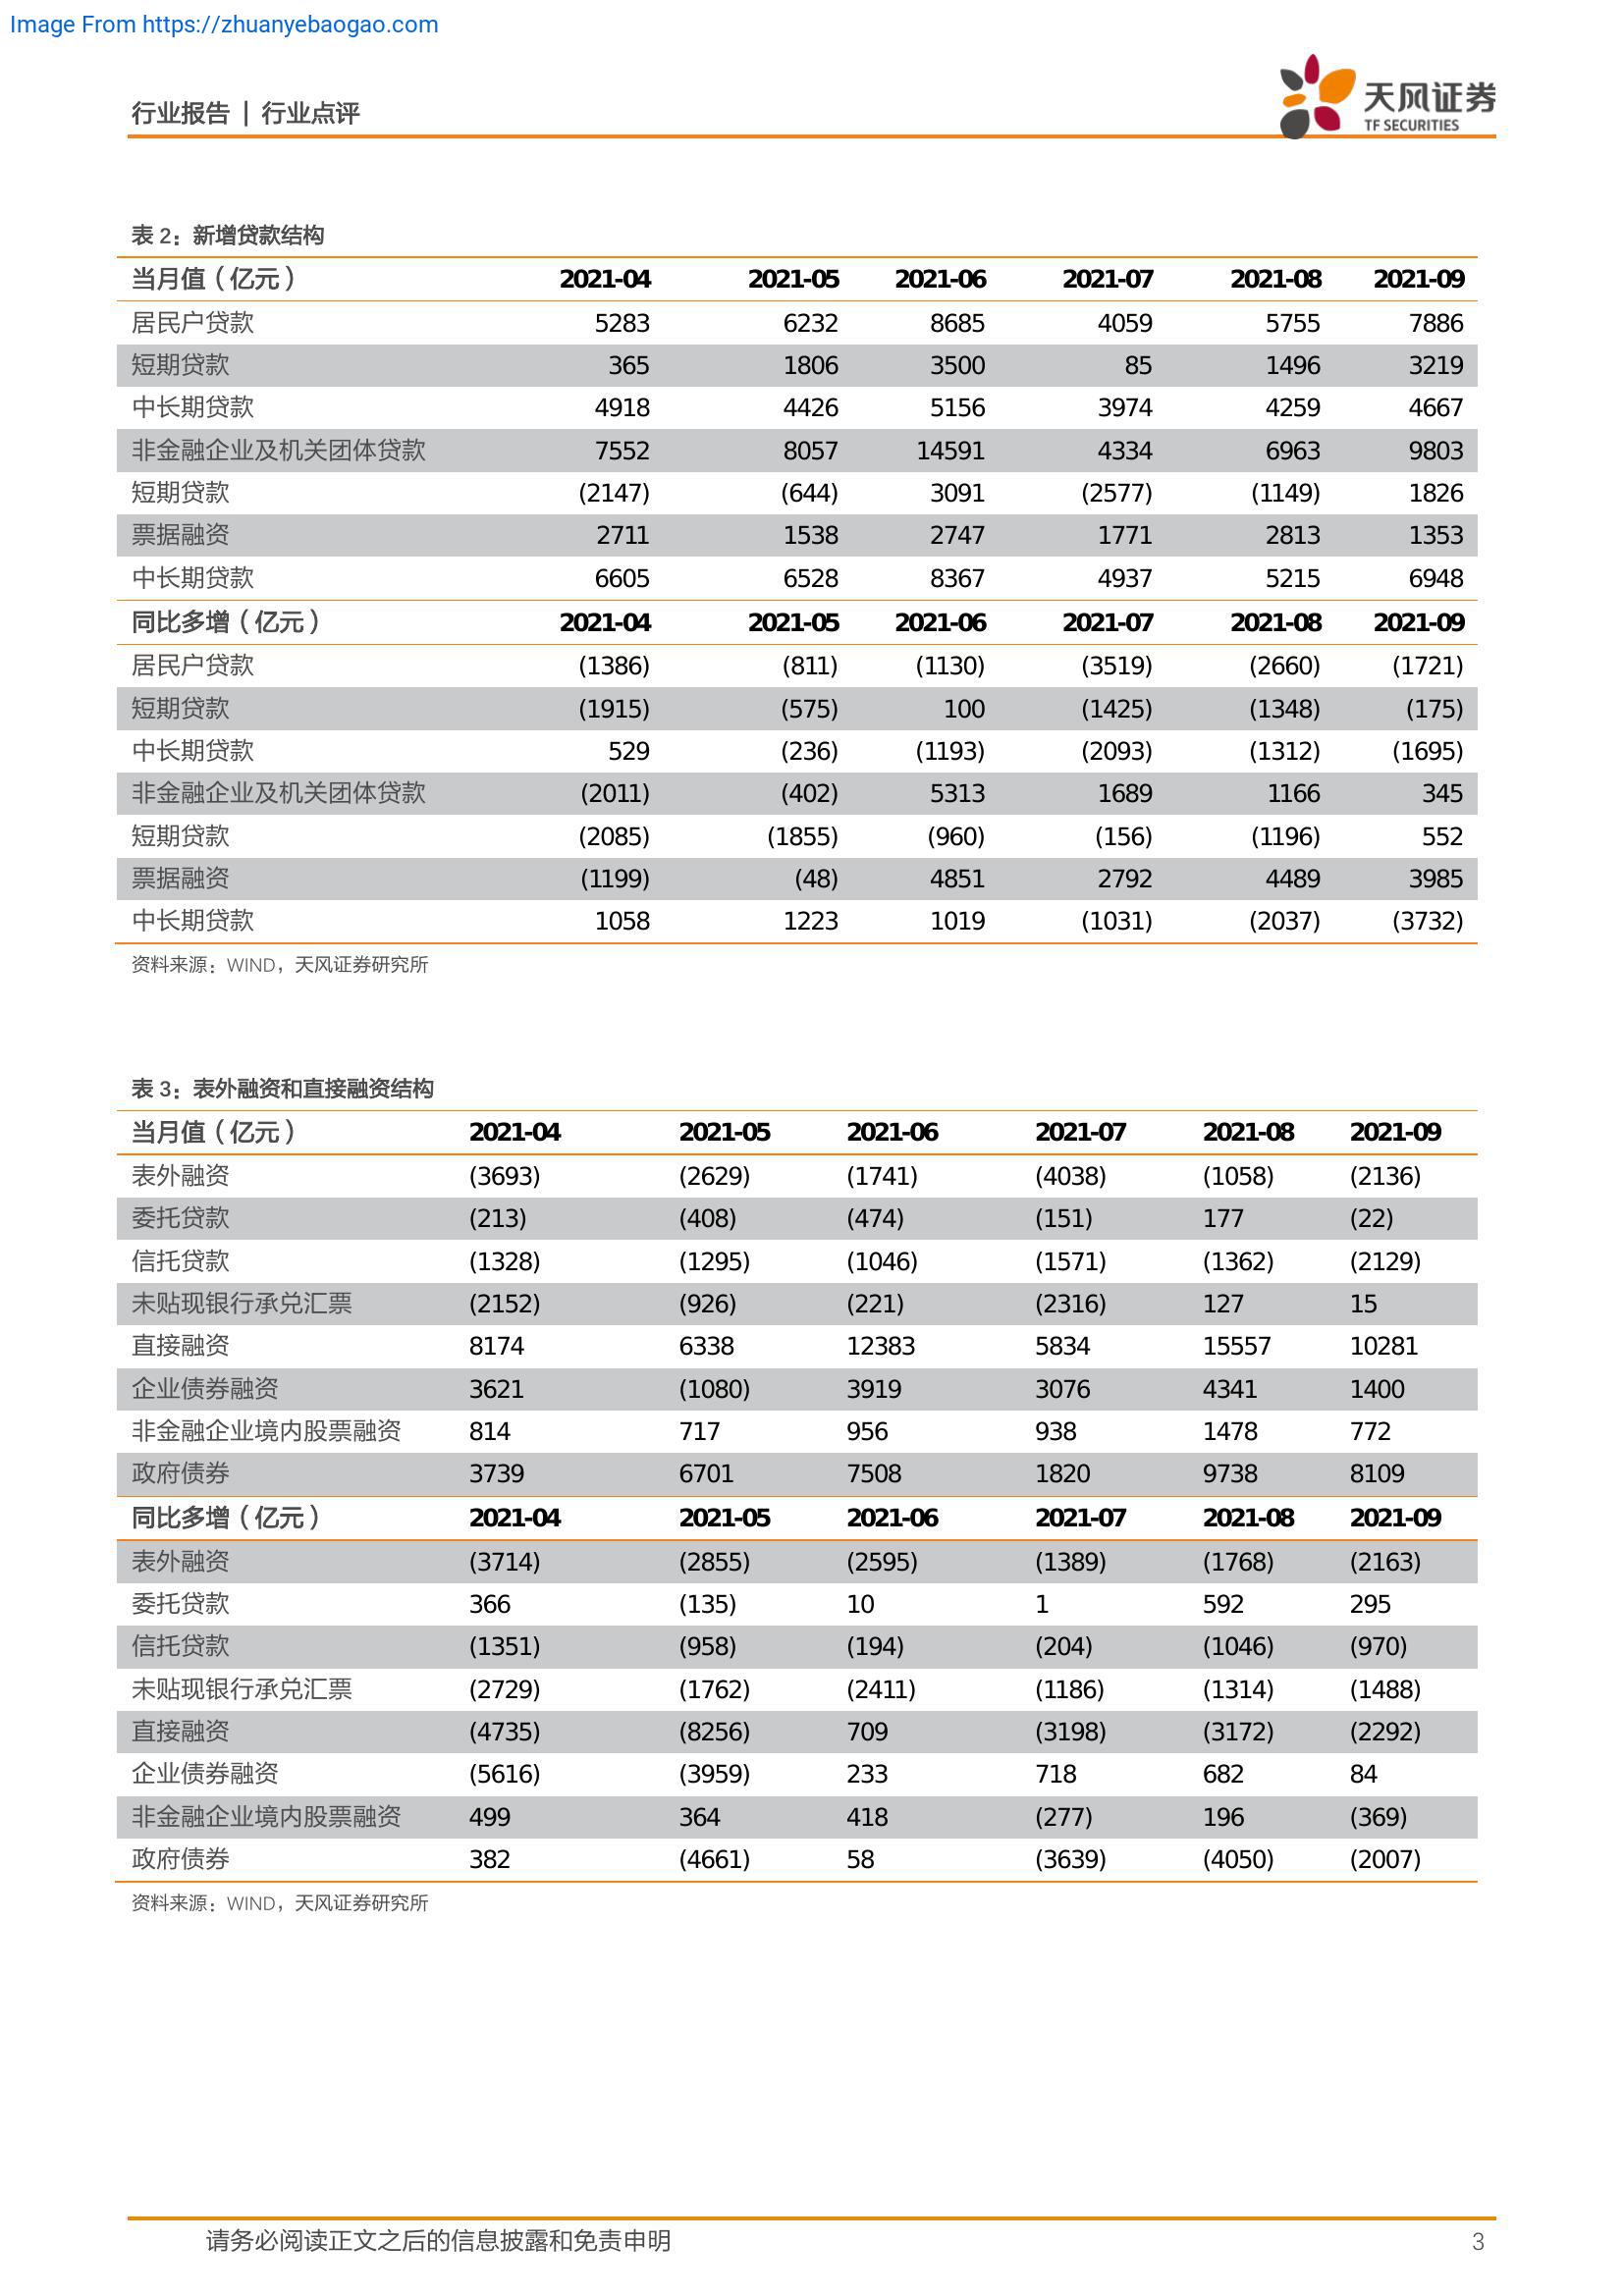 Image From https://zhuanyebaogao.com
行业报告 | 行业点评
天风证券
TF SECURITIES
表 2：新增贷款结构
当月值（亿元） 2021-04 2021-05 2021-06 2021-07 2021-08 2021-09
居民户贷款 5283 6232 8685 4059 5755 7886
短期贷款 365 1806 3500 85 1496 3219
中长期贷款 4918 4426 5156 3974 4259 4667
非金融企业及机关团体贷款 7552 8057 14591 4334 6963 9803
短期贷款 (2147) (644) 3091 (2577) (1149) 1826
票据融资 2711 1538 2747 1771 2813 1353
中长期贷款 6605 6528 8367 4937 5215 6948
同比多增（亿元） 2021-04 2021-05 2021-06 2021-07 2021-08 2021-09
居民户贷款 (1386) (811) (1130) (3519) (2660) (1721)
短期贷款 (1915) (575) 100 (1425) (1348) (175)
中长期贷款 529 (236) (1193) (2093) (1312) (1695)
非金融企业及机关团体贷款 (2011) (402) 5313 1689 1166 345
短期贷款 (2085) (1855) (960) (156) (1196) 552
票据融资 (1199) (48) 4851 2792 4489 3985
中长期贷款 1058 1223 1019 (1031) (2037) (3732)
资料来源：WIND，天风证券研究所
表 3：表外融资和直接融资结构
当月值（亿元） 2021-04 2021-05 2021-06 2021-07 2021-08 2021-09
表外融资 (3693) (2629) (1741) (4038) (1058) (2136)
委托贷款 (213) (408) (474) (151) 177 (22)
信托贷款 (1328) (1295) (1046) (1571) (1362) (2129)
未贴现银行承兑汇票 (2152) (926) (221) (2316) 127 15
直接融资 8174 6338 12383 5834 15557 10281
企业债券融资 3621 (1080) 3919 3076 4341 1400
非金融企业境内股票融资 814 717 956 938 1478 772
政府债券 3739 6701 7508 1820 9738 8109
同比多增（亿元） 2021-04 2021-05 2021-06 2021-07 2021-08 2021-09
表外融资 (3714) (2855) (2595) (1389) (1768) (2163)
委托贷款 366 (135) 10 1 592 295
信托贷款 (1351) (958) (194) (204) (1046) (970)
未贴现银行承兑汇票 (2729) (1762) (2411) (1186) (1314) (1488)
直接融资 (4735) (8256) 709 (3198) (3172) (2292)
企业债券融资 (5616) (3959) 233 718 682 84
非金融企业境内股票融资 499 364 418 (277) 196 (369)
政府债券 382 (4661) 58 (3639) (4050) (2007)
资料来源：WIND，天风证券研究所
请务必阅读正文之后的信息披露和免责申明 3